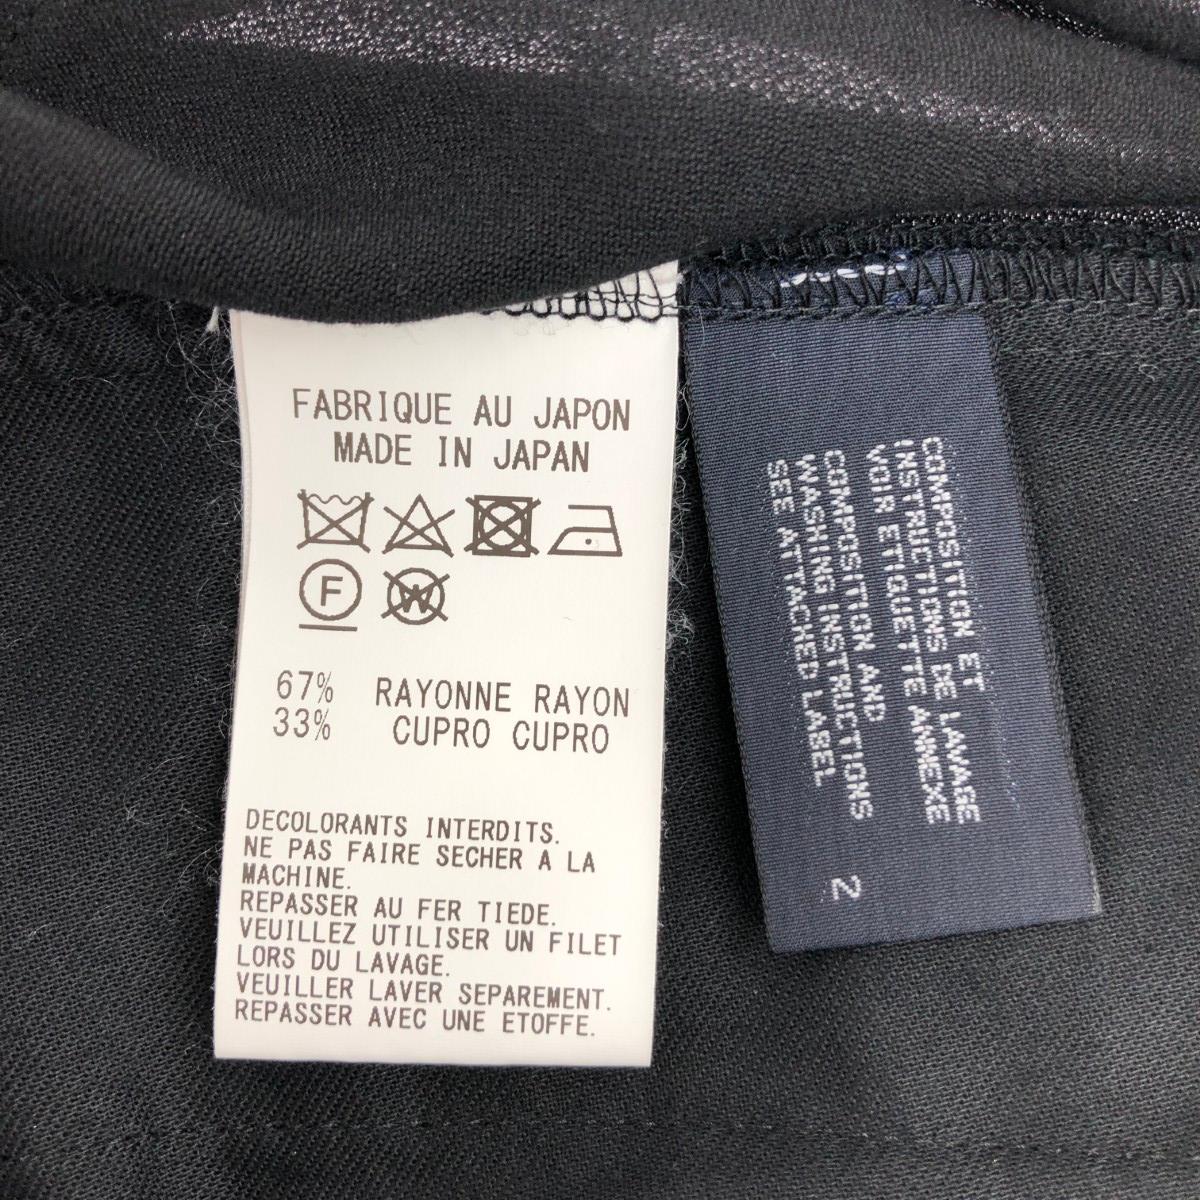 FABRIQUE AU JAPON
MADE IN JAPAN
F W
67% RAYONNE RAYON
33% CUPRO CUPRO
DECOLORANTS INTERDITS.
NE PAS FAIRE SECHER A LA
MACHINE.
REPASSER AU FER TIEDE.
VEUILLEZ UTILISER UN FILET
LORS DU LAVAGE.
VEUILLER LAVER SEPAREMENT.
REPASSER AVEC UNE ETOFFE.
COMPOSITION ET
INSTRUCTIONS DE LAVAGE
VOIR ETIQUETTE ANNEXE
COMPOSITION AND
WASHING INSTRUCTIONS
SEE ATTACHED LABEL
2